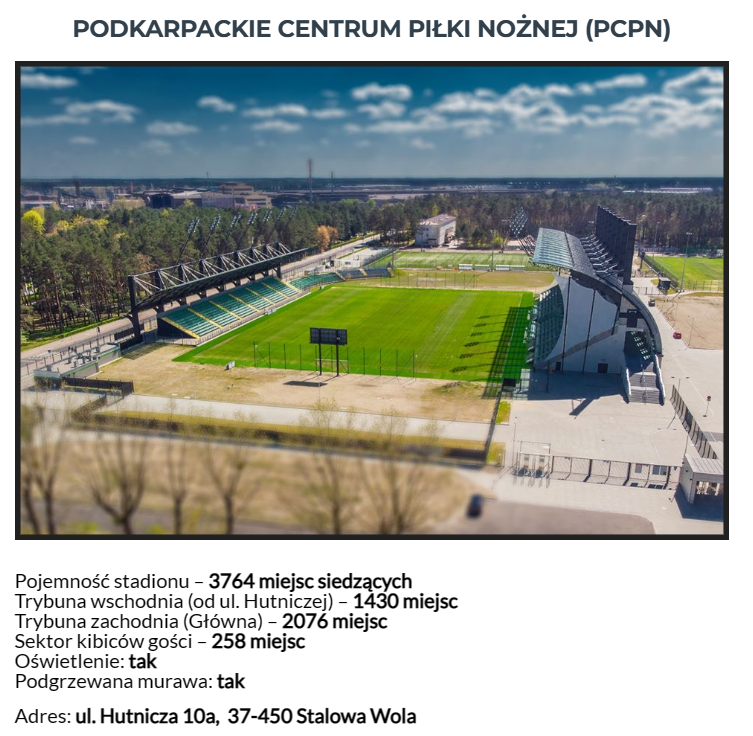 PODKARPACKIE CENTRUM PIŁKI NOŻNEJ (PCPN)
Pojemność stadionu – 3764 miejsc siedzących
Trybuna wschodnia (od ul. Hutniczej) – 1430 miejsc
Trybuna zachodnia (Główna) – 2076 miejsc
Sektor kibiców gości – 258 miejsc
Oświetlenie: tak
Podgrzewana murawa: tak
Adres: ul. Hutnicza 10a, 37-450 Stalowa Wola